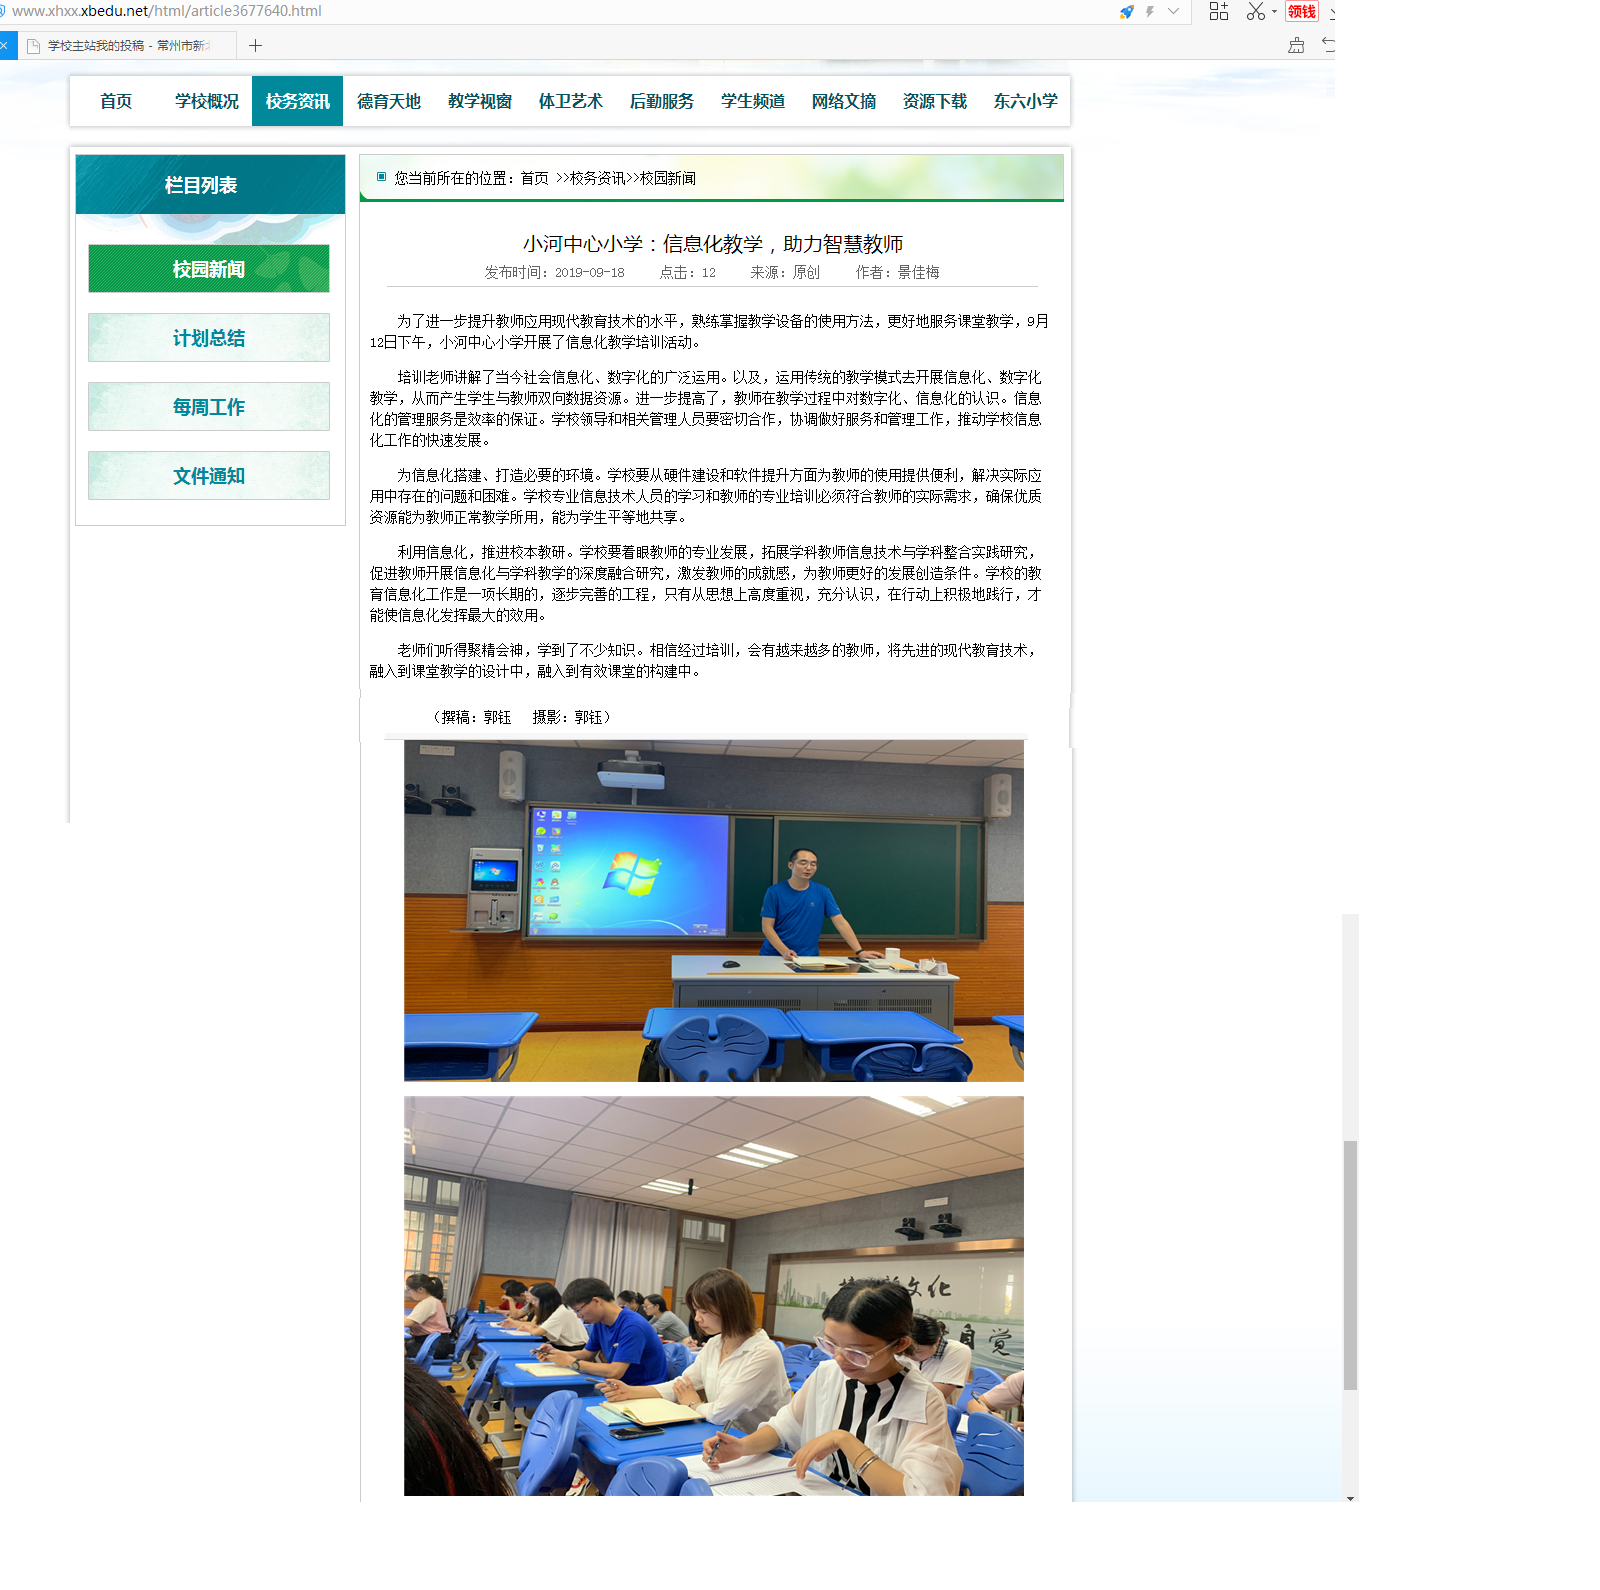 www.xhxx.xbedu.net/html/article3677640.html
领钱
学校主站我的投稿 - 常州市新
首页 学校概况 校务资讯 德育天地 教学视窗 体卫艺术 后勤服务 学生频道 网络文摘 资源下载 东六小学
栏目列表
校园新闻
计划总结
每周工作
文件通知
您当前所在的位置：首页 >>校务资讯>>校园新闻
小河中心小学：信息化教学，助力智慧教师
发布时间：2019-09-18 点击：12 来源：原创 作者：景佳梅
为了进一步提升教师应用现代教育技术的水平，熟练掌握教学设备的使用方法，更好地服务课堂教学，9月
12日下午，小河中心小学开展了信息化教学培训活动。
培训老师讲解了当今社会信息化、数字化的广泛运用。以及，运用传统的教学模式去开展信息化、数字化
教学，从而产生学生与教师双向数据资源。进一步提高了，教师在教学过程中对数字化、信息化的认识。信息
化的管理服务是效率的保证。学校领导和相关管理人员要密切合作，协调做好服务和管理工作，推动学校信息
化工作的快速发展。
为信息化搭建、打造必要的环境。学校要从硬件建设和软件提升方面为教师的使用提供便利，解决实际应
用中存在的问题和困难。学校专业信息技术人员的学习和教师的专业培训必须符合教师的实际需求，确保优质
资源能为教师正常教学所用，能为学生平等地共享。
利用信息化，推进校本教研。学校要着眼教师的专业发展，拓展学科教师信息技术与学科整合实践研究，
促进教师开展信息化与学科教学的深度融合研究，激发教师的成就感，为教师更好的发展创造条件。学校的教
育信息化工作是一项长期的，逐步完善的工程，只有从思想上高度重视，充分认识，在行动上积极地践行，才
能使信息化发挥最大的效用。
老师们听得聚精会神，学到了不少知识。相信经过培训，会有越来越多的教师，将先进的现代教育技术，
融入到课堂教学的设计中，融入到有效课堂的构建中。
（撰稿：郭钰 摄影：郭钰）
文化
自觉